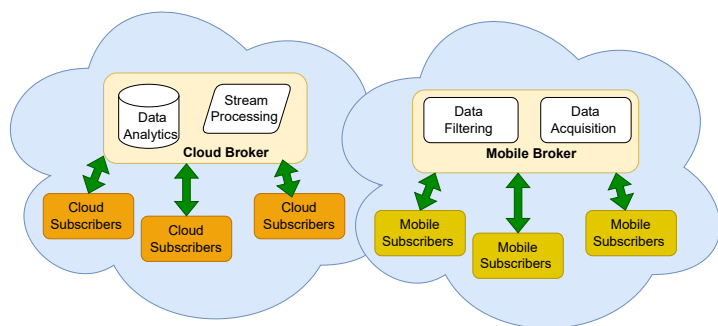 Data
Analytics
Stream
Processing
Cloud Broker
Cloud
Subscribers
Cloud
Subscribers
Cloud
Subscribers
Data
Filtering
Data
Acquisition
Mobile Broker
Mobile
Subscribers
Mobile
Subscribers
Mobile
Subscribers